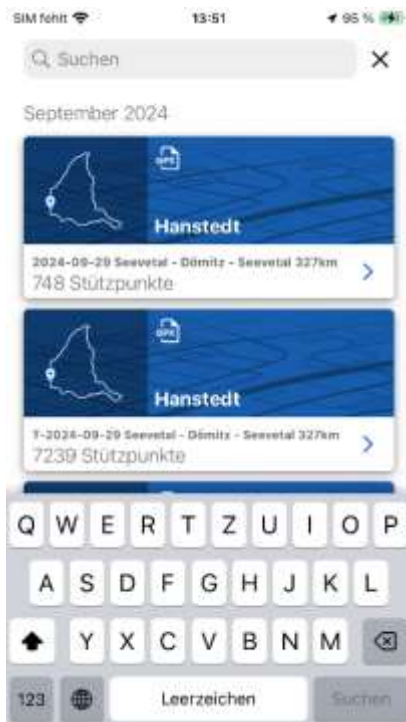 SIM fehlt 13:51 95 %
Suchen
September 2024
GPX
Hanstedt
2024-09-29 Seevetal - Dömitz - Seevetal 327km
748 Stützpunkte
GPX
Hanstedt
T-2024-09-29 Seevetal - Dömitz - Seevetal 327km
7239 Stützpunkte
Q W E R T Z U I O P
A S D F G H J K L
Y X C V B N M
123 Leerzeichen Suchen